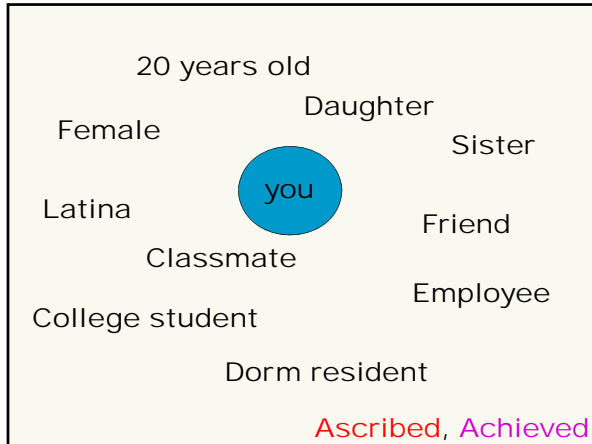 20 years old
Daughter
Female
Sister
you
Latina
Friend
Classmate
Employee
College student
Dorm resident
Ascribed, Achieved